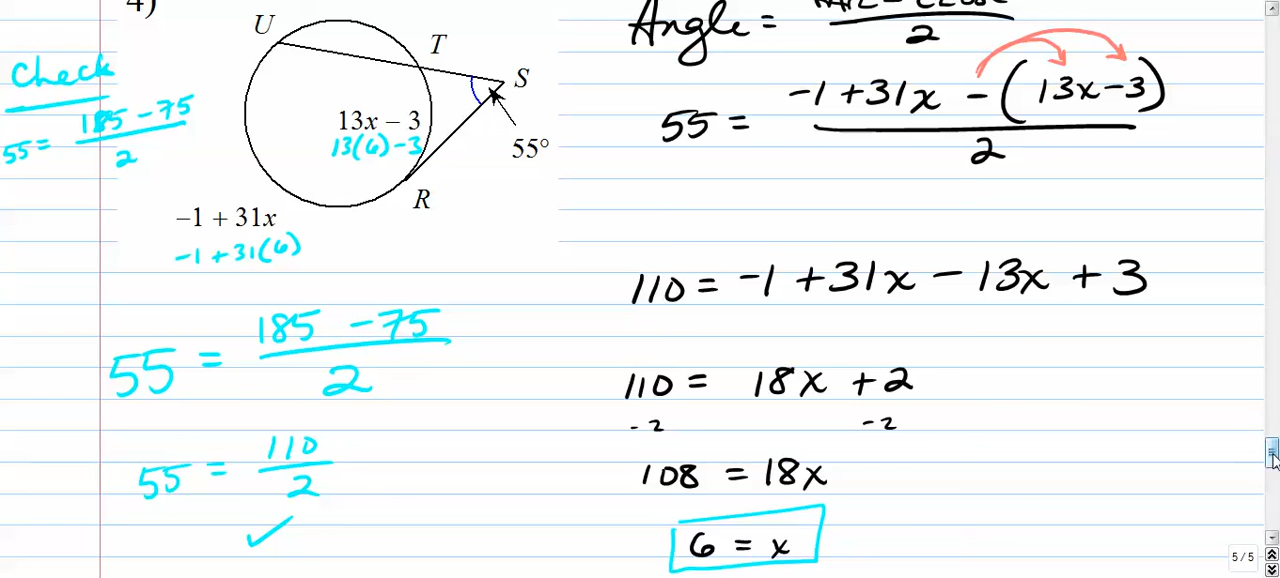 4)
U
T
S
13x – 3
13(6) -3
55°
R
–1 + 31x
-1 + 31(6)
Check
55 = 185 - 75
2
55 = 185 - 75
2
55 = 110
2
✓
Angle =
2
55 = -1 + 31x - (13x - 3)
2
110 = -1 + 31x - 13x + 3
110 = 18x + 2
-2 -2
108 = 18x
6 = x
5 / 5